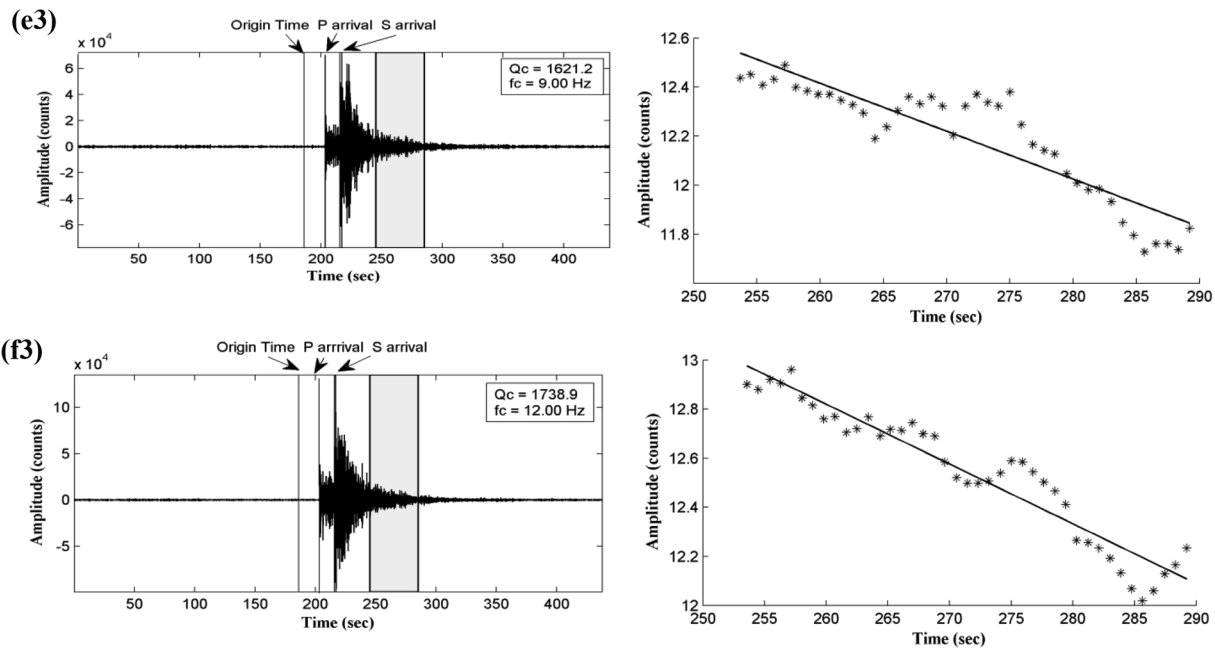 (e3)
Origin Time P arrival S arrival
x 10⁴
Qc = 1621.2
fc = 9.00 Hz
6
4
2
0
-2
-4
-6
Amplitude (counts)
50 100 150 200 250 300 350 400
Time (sec)
12.6
12.4
12.2
12
11.8
Amplitude (counts)
250 255 260 265 270 275 280 285 290
Time (sec)
(f3)
Origin Time P arrrival S arrival
x 10⁴
Qc = 1738.9
fc = 12.00 Hz
10
5
0
-5
Amplitude (counts)
50 100 150 200 250 300 350 400
Time (sec)
13
12.8
12.6
12.4
12.2
12
Amplitude (counts)
250 255 260 265 270 275 280 285 290
Time (sec)